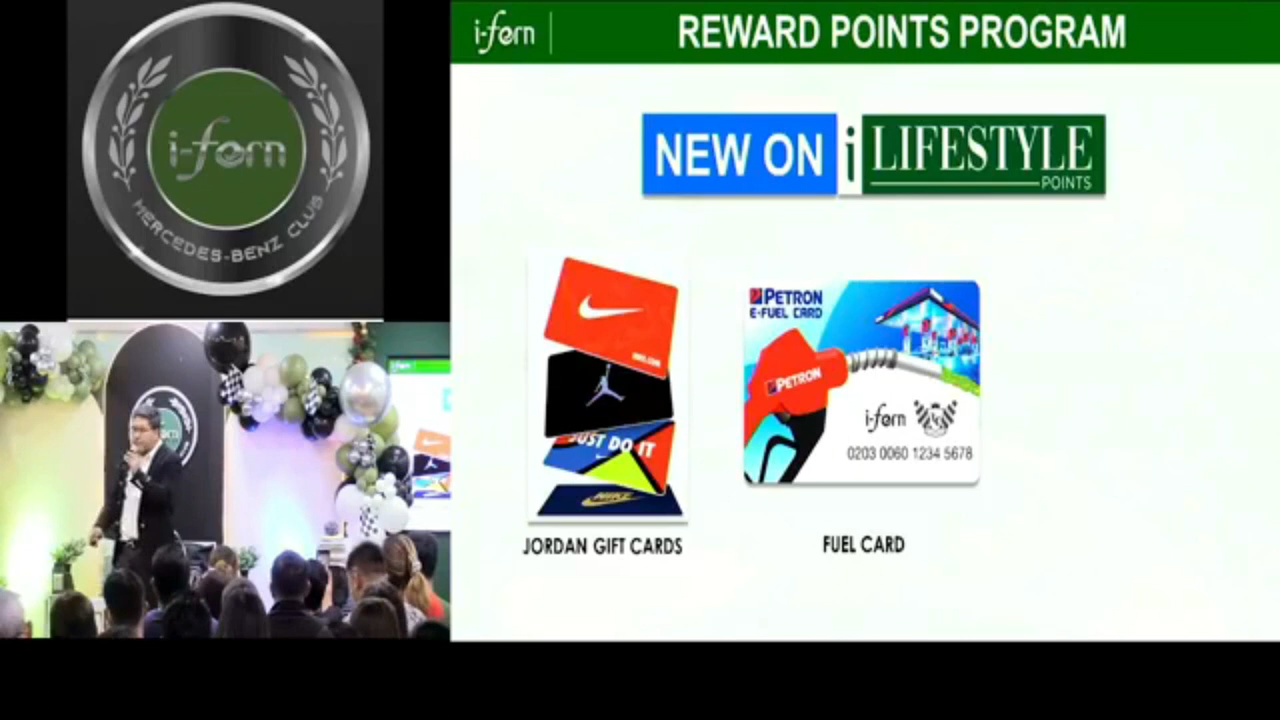 i-fern
MERCEDES-BENZ CLUB
i-fern
REWARD POINTS PROGRAM
NEW ON
i LIFESTYLE
POINTS
JUST DO IT
NIKE
JORDAN GIFT CARDS
PETRON
E-FUEL CARD
PETRON
i-fern
0203 0060 1234 5678
FUEL CARD